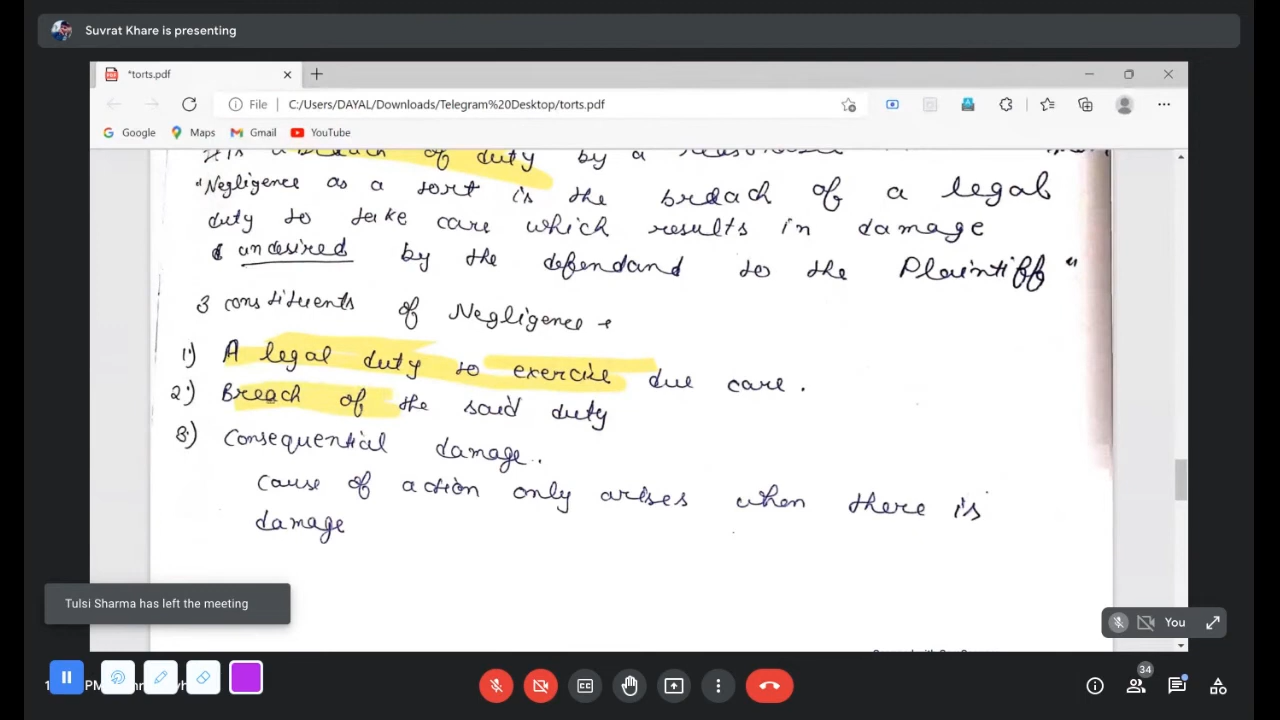 Suvrat Khare is presenting
*torts.pdf
File C:/Users/DAYAL/Downloads/Telegram%20Desktop/torts.pdf
Google Maps Gmail YouTube
breach of duty by a
"Negligence as a tort is the breach of a legal
duty to take care which results in damage
undesired by the defendand to the Plaintiff"
3 constituents of Negligence
1) A legal duty to exercise due care.
2) Breach of the said duty
3) Consequential damage..
cause of action only arises when there is
damage
Tulsi Sharma has left the meeting
You
34